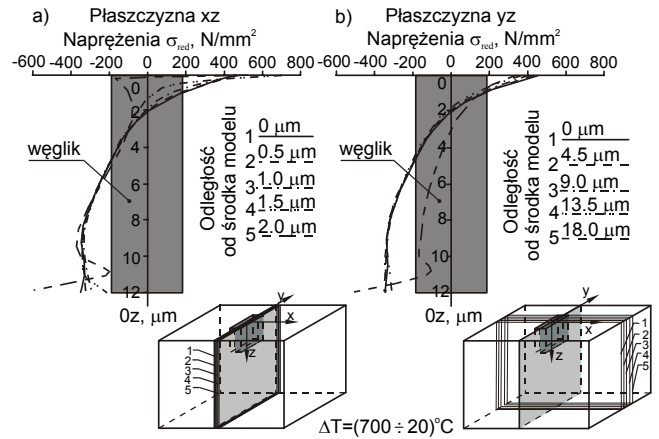 a) Płaszczyzna xz
Naprężenia σred, N/mm²
-600 -400 -200 0 200 400 600 800
0
2
4
6
8
10
12
węglik
Odległość
od środka modelu
1 0 μm
2 0.5 μm
3 1.0 μm
4 1.5 μm
5 2.0 μm
0z, μm
b) Płaszczyzna yz
Naprężenia σred, N/mm²
-600 -400 -200 0 200 400 600 800
0
2
4
6
8
10
12
węglik
Odległość
od środka modelu
1 0 μm
2 4.5 μm
3 9.0 μm
4 13.5 μm
5 18.0 μm
0z, μm
y
x
z
1
2
3
4
5
y
x
z
1
2
3
4
5
ΔT=(700 ÷ 20)°C